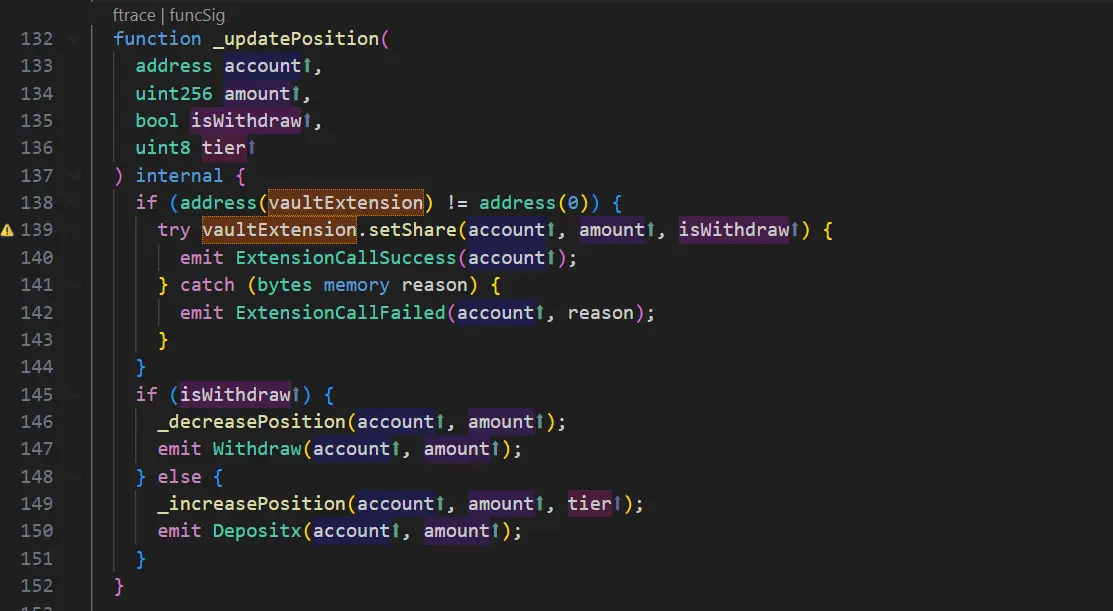 ftrace | funcSig
132 function _updatePosition(
133 address account↑,
134 uint256 amount↑,
135 bool isWithdraw↑,
136 uint8 tier↑
137 ) internal {
138 if (address(vaultExtension) != address(0)) {
139 try vaultExtension.setShare(account↑, amount↑, isWithdraw↑) {
140 emit ExtensionCallSuccess(account↑);
141 } catch (bytes memory reason) {
142 emit ExtensionCallFailed(account↑, reason);
143 }
144 }
145 if (isWithdraw↑) {
146 _decreasePosition(account↑, amount↑);
147 emit Withdraw(account↑, amount↑);
148 } else {
149 _increasePosition(account↑, amount↑, tier↑);
150 emit Depositx(account↑, amount↑);
151 }
152 }